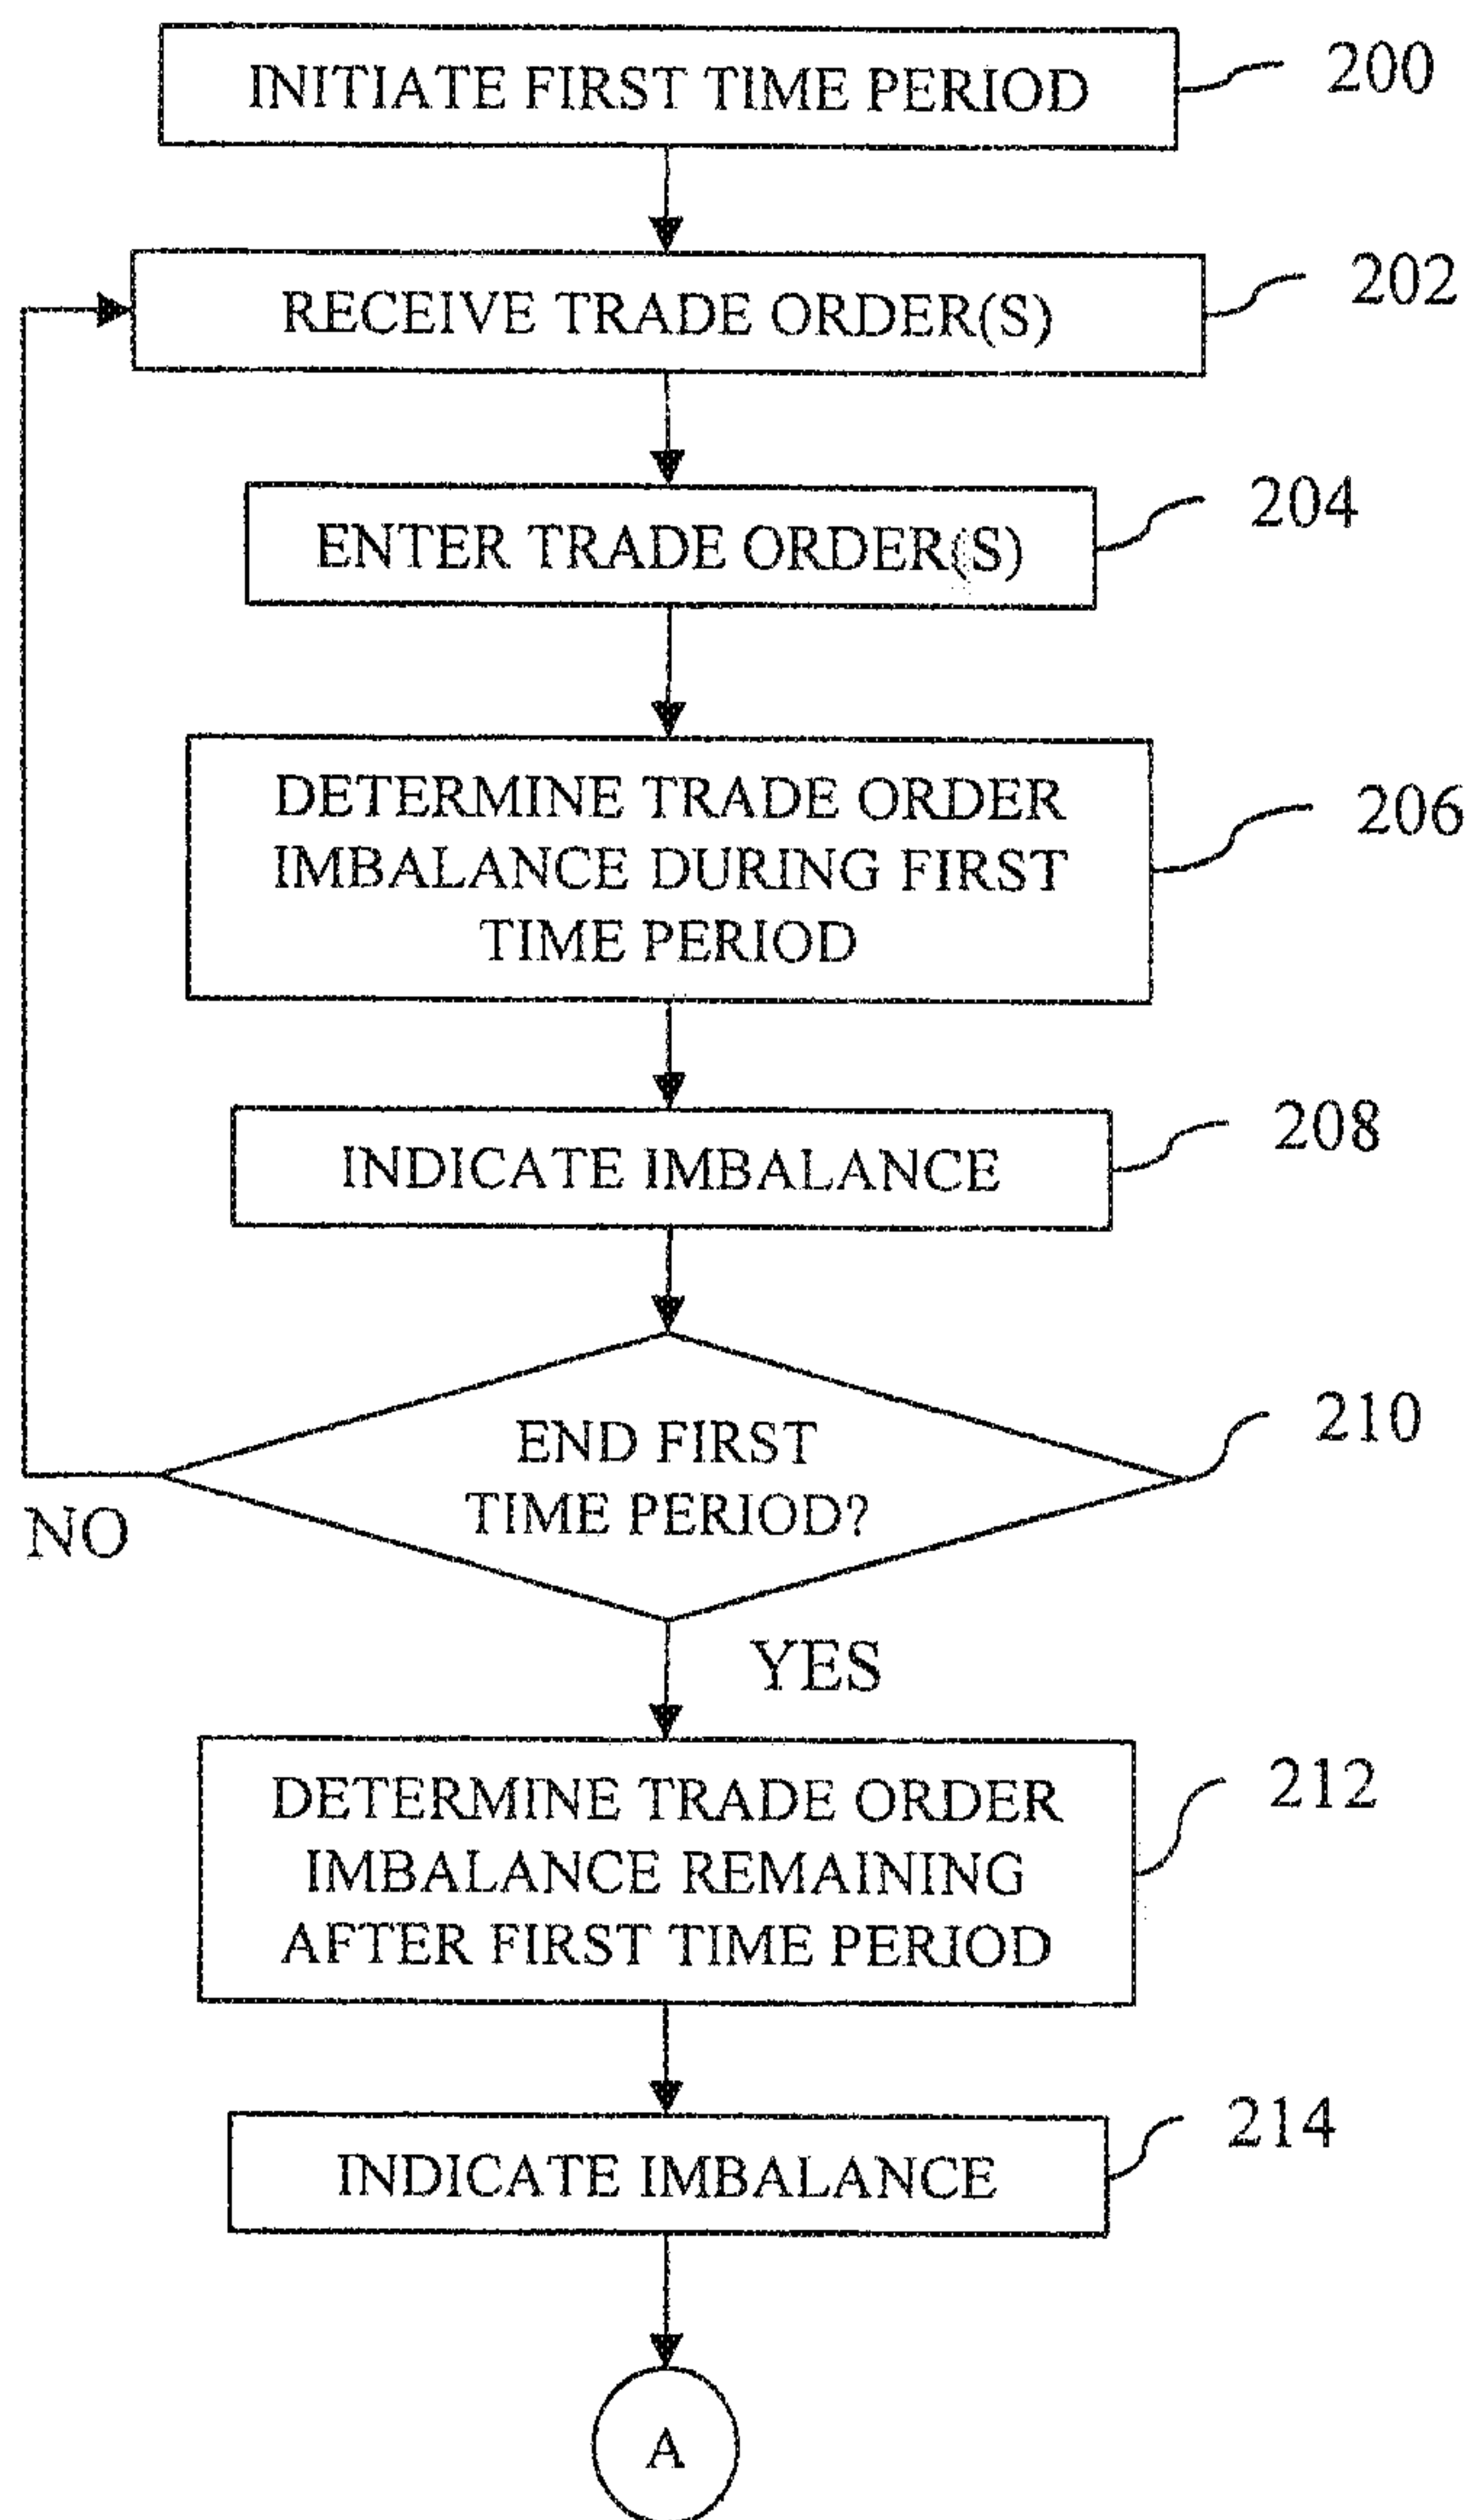 INITIATE FIRST TIME PERIOD
200
RECEIVE TRADE ORDER(S)
202
ENTER TRADE ORDER(S)
204
DETERMINE TRADE ORDER
IMBALANCE DURING FIRST
TIME PERIOD
206
INDICATE IMBALANCE
208
END FIRST
TIME PERIOD?
210
NO
YES
DETERMINE TRADE ORDER
IMBALANCE REMAINING
AFTER FIRST TIME PERIOD
212
INDICATE IMBALANCE
214
A